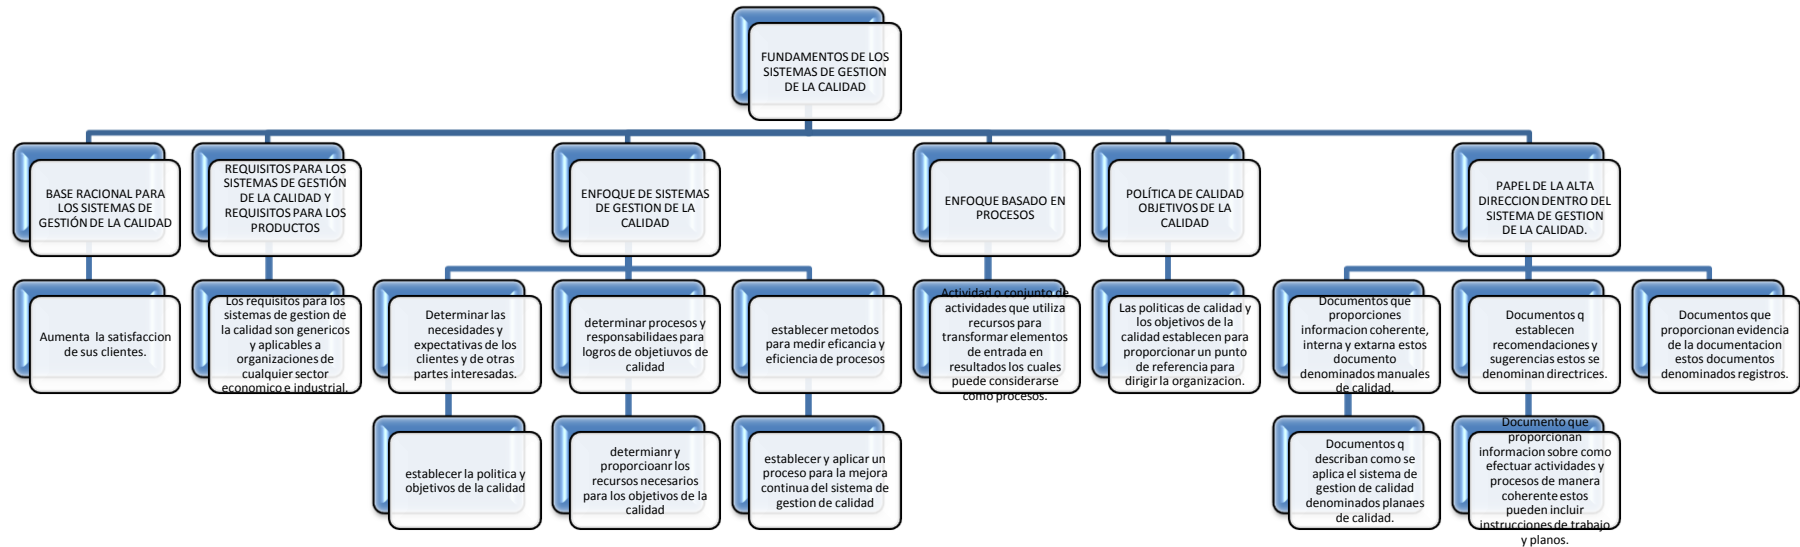 FUNDAMENTOS DE LOS
SISTEMAS DE GESTION
DE LA CALIDAD
BASE RACIONAL PARA
LOS SISTEMAS DE
GESTIÓN DE LA CALIDAD
REQUISITOS PARA LOS
SISTEMAS DE GESTIÓN
DE LA CALIDAD Y
REQUISITOS PARA LOS
PRODUCTOS
ENFOQUE DE SISTEMAS
DE GESTION DE LA
CALIDAD
ENFOQUE BASADO EN
PROCESOS
POLÍTICA DE CALIDAD
OBJETIVOS DE LA
CALIDAD
PAPEL DE LA ALTA
DIRECCION DENTRO DEL
SISTEMA DE GESTION
DE LA CALIDAD.
Aumenta la satisfaccion
de sus clientes.
Los requisitos para los
sistemas de gestion de
la calidad son genericos
y aplicables a
organizaciones de
cualquier sector
economico e industrial.
Determinar las
necesidades y
expectativas de los
clientes y de otras
partes interesadas.
determinar procesos y
responsabilidaes para
logros de objetiuvos de
calidad
establecer metodos
para medir eficancia y
eficiencia de procesos
Actividad o conjunto de
actividades que utiliza
recursos para
transformar elementos
de entrada en
resultados los cuales
puede considerarse
como procesos.
Las politicas de calidad y
los objetivos de la
calidad establecen para
proporcionar un punto
de referencia para
dirigir la organizacion.
Documentos que
proporciones
informacion coherente,
interna y extarna estos
documento
denominados manuales
de calidad.
Documentos q
establecen
recomendaciones y
sugerencias estos se
denominan directrices.
Documentos que
proporcionan evidencia
de la documentacion
estos documentos
denominados registros.
establecer la politica y
objetivos de la calidad
determianr y
proporcioanr los
recursos necesarios
para los objetivos de la
calidad
establecer y aplicar un
proceso para la mejora
continua del sistema de
gestion de calidad
Documentos q
describan como se
aplica el sistema de
gestion de calidad
denominados planaes
de calidad.
Documento que
proporcionan
informacion sobre como
efectuar actividades y
procesos de manera
coherente estos
pueden incluir
instrucciones de trabajo
y planos.